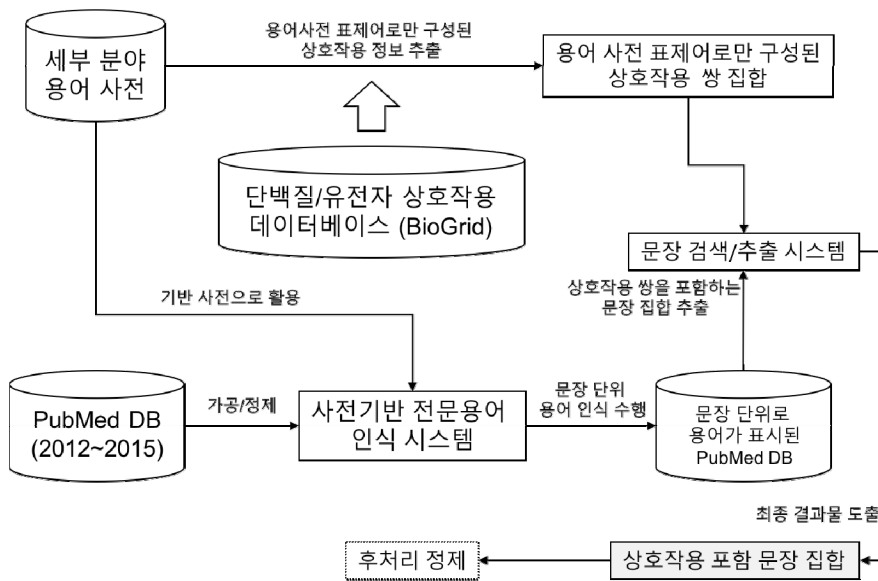 세부 분야
용어 사전
용어사전 표제어로만 구성된
상호작용 정보 추출
용어 사전 표제어로만 구성된
상호작용 쌍 집합
단백질/유전자 상호작용
데이터베이스 (BioGrid)
문장 검색/추출 시스템
상호작용 쌍을 포함하는
문장 집합 추출
기반 사전으로 활용
PubMed DB
(2012~2015)
가공/정제
사전기반 전문용어
인식 시스템
문장 단위
용어 인식 수행
문장 단위로
용어가 표시된
PubMed DB
최종 결과물 도출
후처리 정제
상호작용 포함 문장 집합